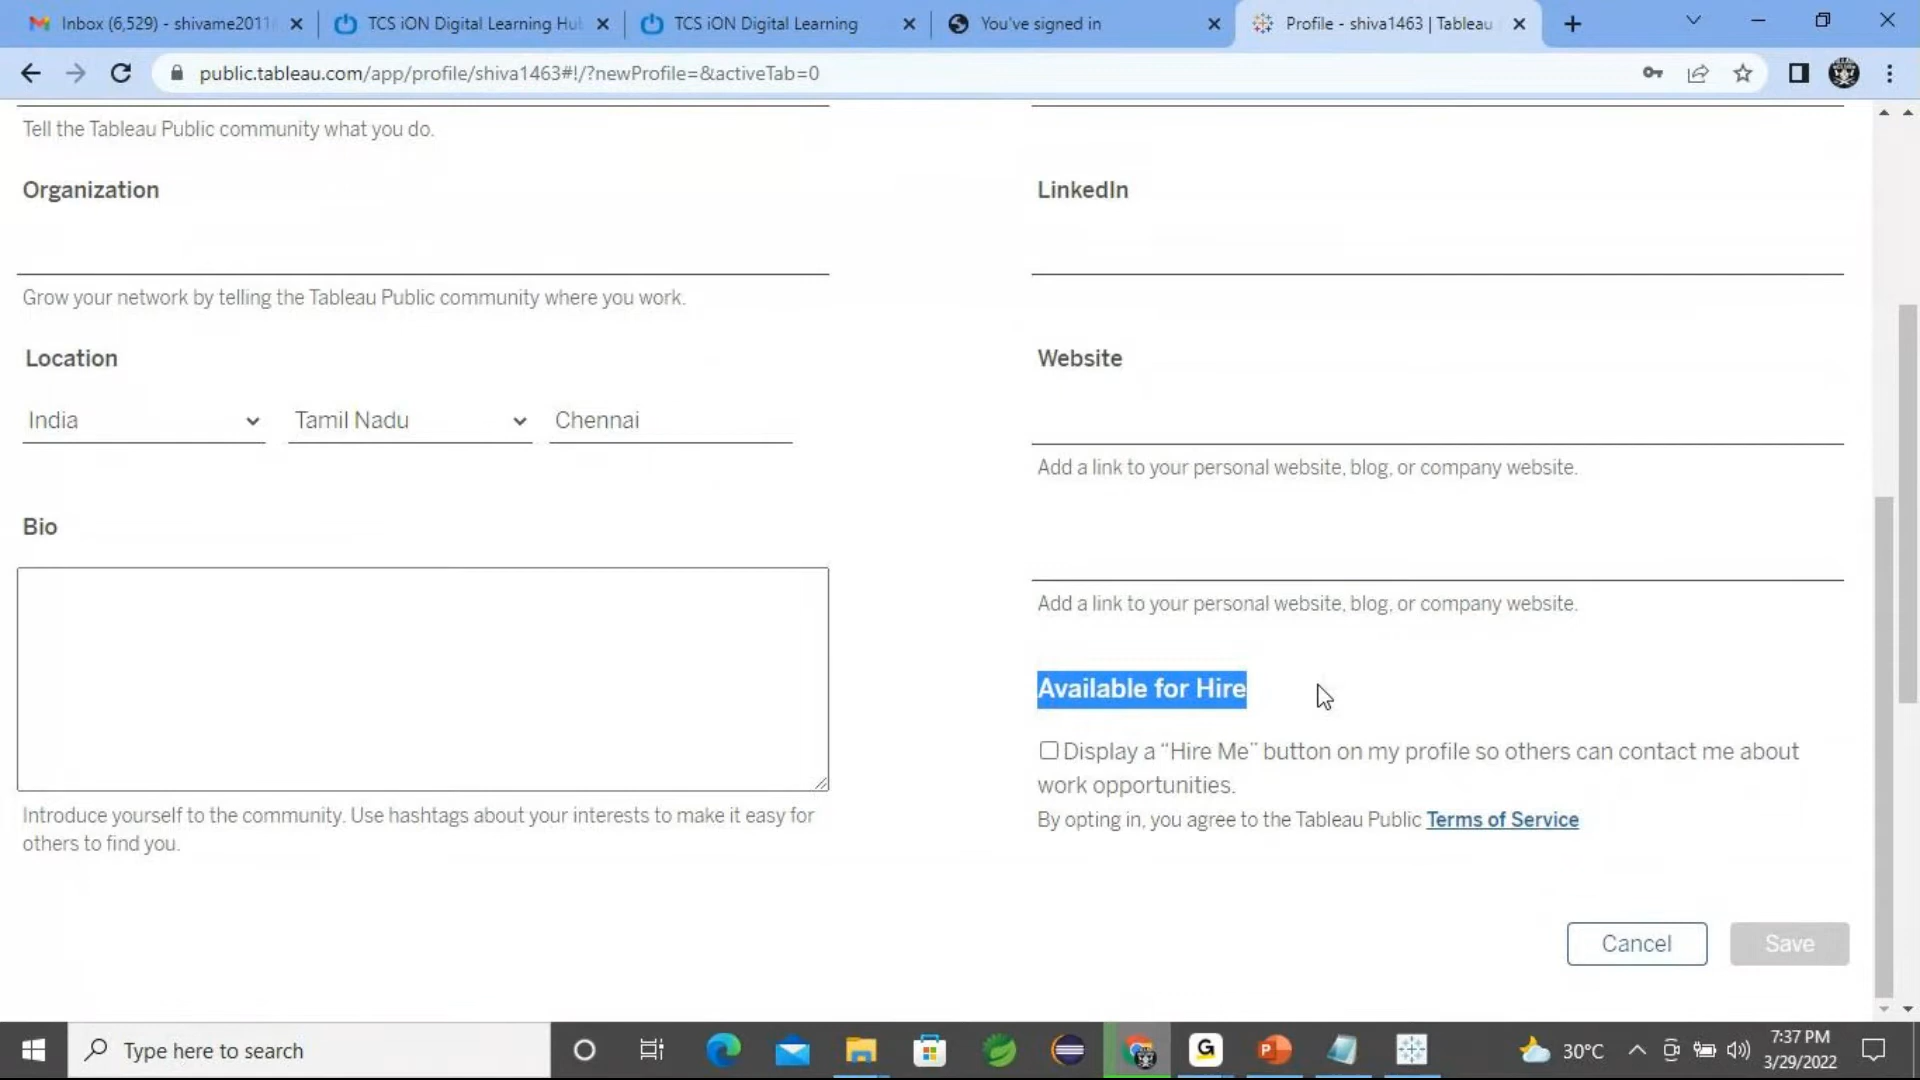 Inbox (6,529) - shivame2011
TCS iON Digital Learning Hu
TCS iON Digital Learning
You've signed in
Profile - shiva1463 | Tableau
public.tableau.com/app/profile/shiva1463#!/?newProfile=&activeTab=0
Tell the Tableau Public community what you do.
Organization
Grow your network by telling the Tableau Public community where you work.
Location
India
Tamil Nadu
Chennai
Bio
Introduce yourself to the community. Use hashtags about your interests to make it easy for
others to find you.
LinkedIn
Website
Add a link to your personal website, blog, or company website.
Add a link to your personal website, blog, or company website.
Available for Hire
Display a “Hire Me” button on my profile so others can contact me about
work opportunities.
By opting in, you agree to the Tableau Public Terms of Service
Cancel
Save
Type here to search
G
P
30°C
7:37 PM
3/29/2022